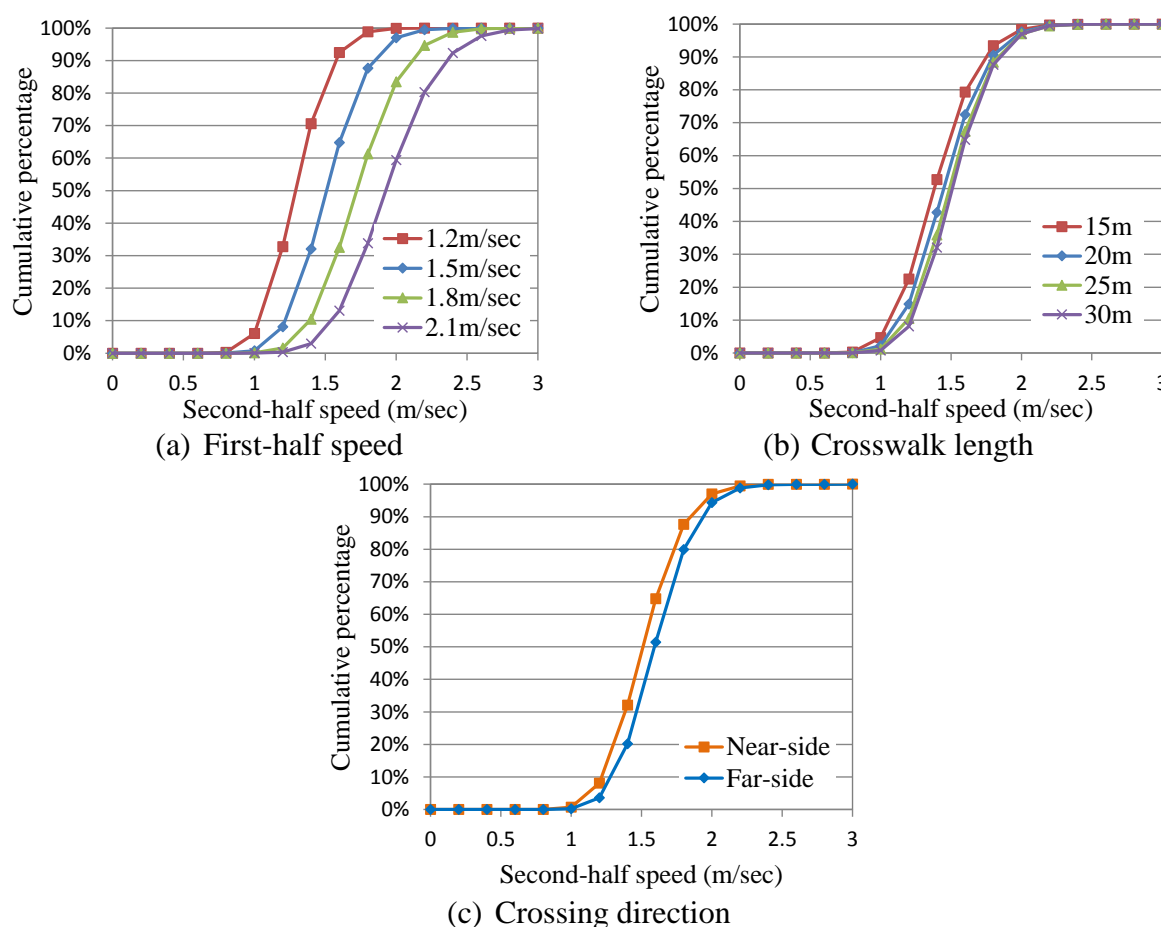 100%
90%
80%
70%
60%
50%
40%
30%
20%
10%
0%
Cumulative percentage
1.2m/sec
1.5m/sec
1.8m/sec
2.1m/sec
0 0.5 1 1.5 2 2.5 3
Second-half speed (m/sec)
(a) First-half speed
100%
90%
80%
70%
60%
50%
40%
30%
20%
10%
0%
Cumulative percentage
15m
20m
25m
30m
0 0.5 1 1.5 2 2.5 3
Second-half speed (m/sec)
(b) Crosswalk length
100%
90%
80%
70%
60%
50%
40%
30%
20%
10%
0%
Cumulative percentage
Near-side
Far-side
0 0.5 1 1.5 2 2.5 3
Second-half speed (m/sec)
(c) Crossing direction